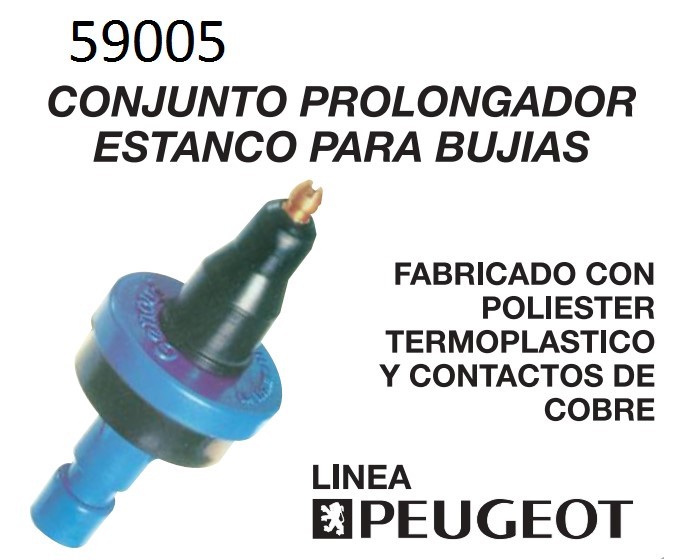 59005
CONJUNTO PROLONGADOR
ESTANCO PARA BUJIAS
FABRICADO CON
POLIESTER
TERMOPLASTICO
Y CONTACTOS DE
COBRE
LINEA
PEUGEOT